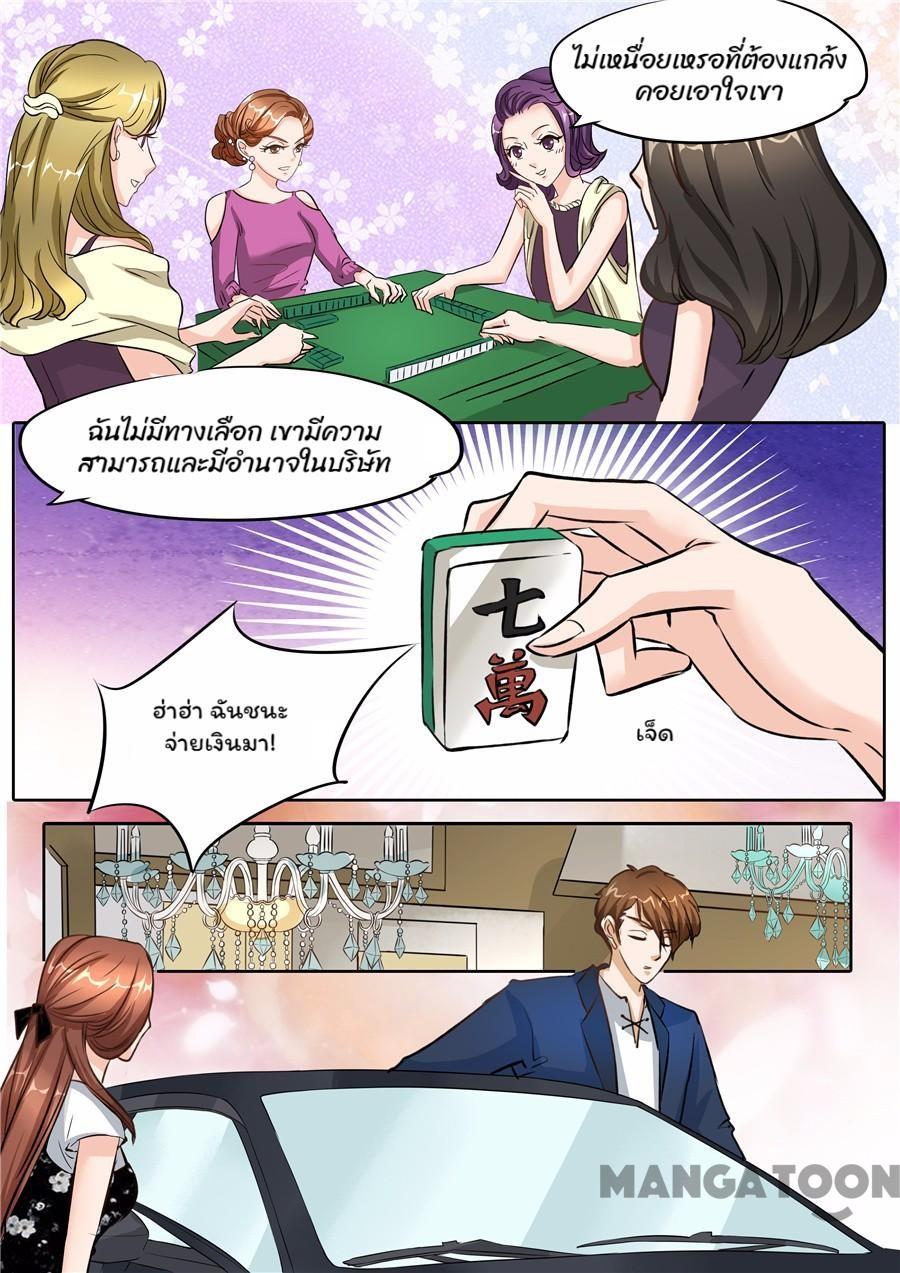 ไม่เหนื่อยเหรอที่ต้องแกล้ง
คอยเอาใจเขา
ฉันไม่มีทางเลือก เขามีความ
สามารถและมีอำนาจในบริษัท
七
萬
ฮ่าฮ่า ฉันชนะ
จ่ายเงินมา!
เจ็ด
MANGATOON